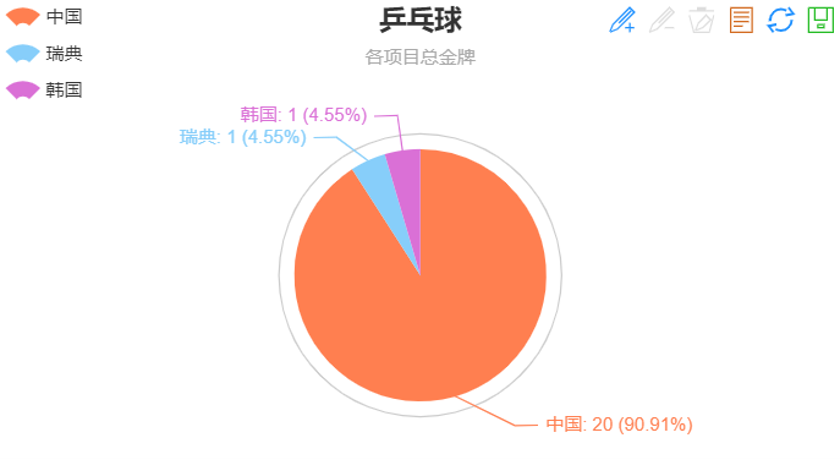 中国
瑞典
韩国
乒乓球
各项目总金牌
韩国: 1 (4.55%)
瑞典: 1 (4.55%)
中国: 20 (90.91%)